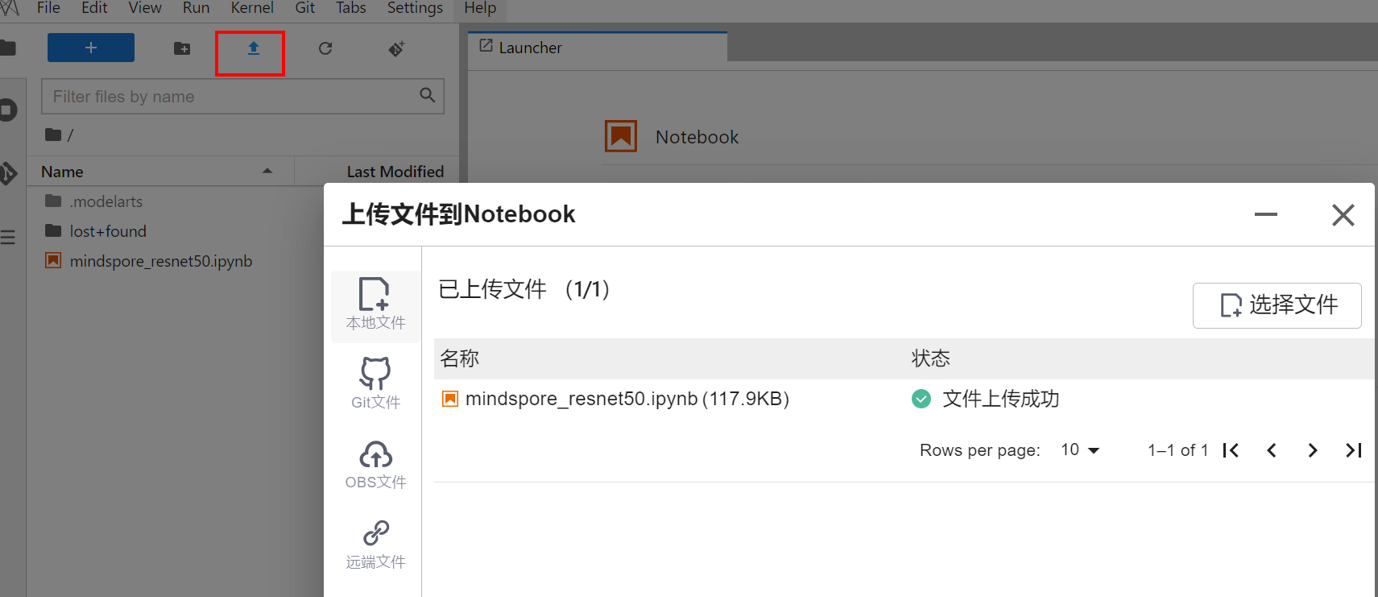 File Edit View Run Kernel Git Tabs Settings Help
Launcher
Filter files by name
/
Notebook
Name Last Modified
.modelarts
lost+found
mindspore_resnet50.ipynb
上传文件到Notebook
本地文件
Git文件
OBS文件
远端文件
已上传文件 （1/1）
选择文件
名称 状态
mindspore_resnet50.ipynb (117.9KB) 文件上传成功
Rows per page: 10 1–1 of 1